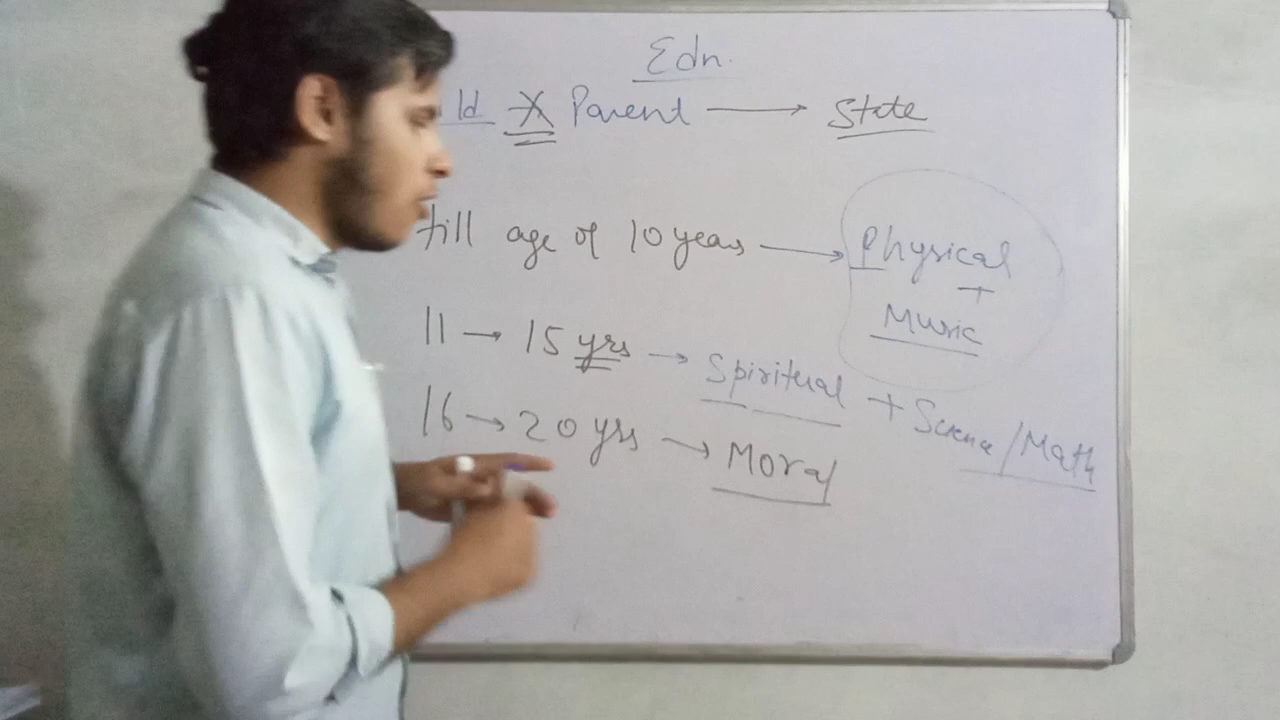 Edn.
ld X Parent → State
till age of 10 years → Physical
+
Music
11 → 15 yrs → Spiritual + Science/Math
16 → 20 yrs → Moral